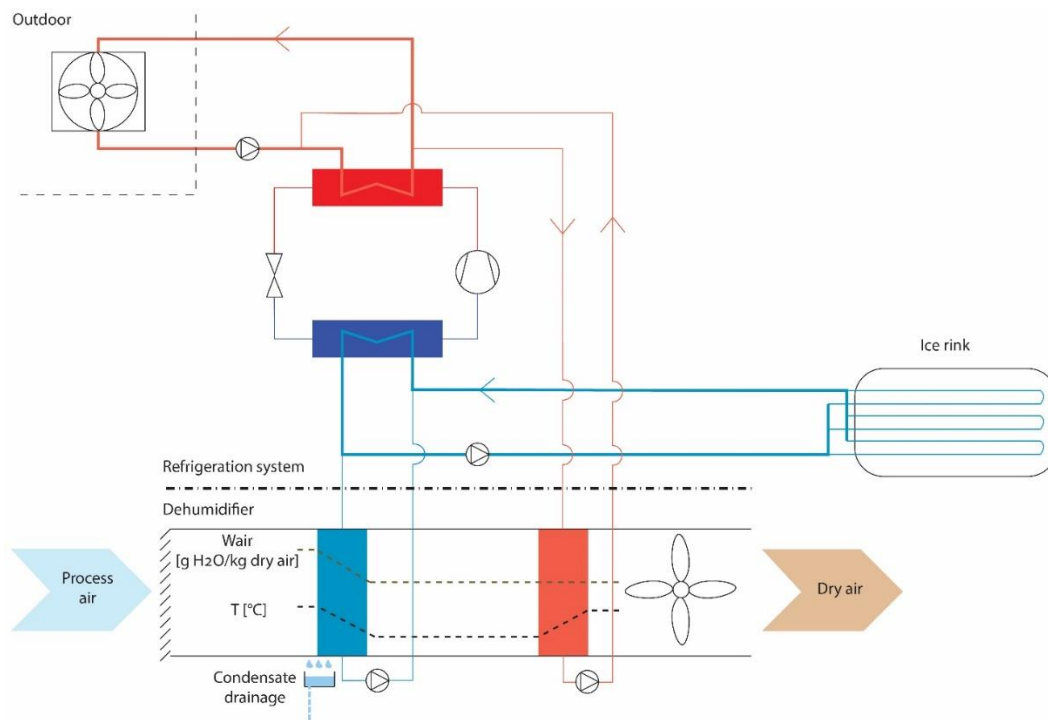 Outdoor
Ice rink
Refrigeration system
Dehumidifier
Wair
[g H2O/kg dry air]
Process
air
T [°C]
Dry air
Condensate
drainage